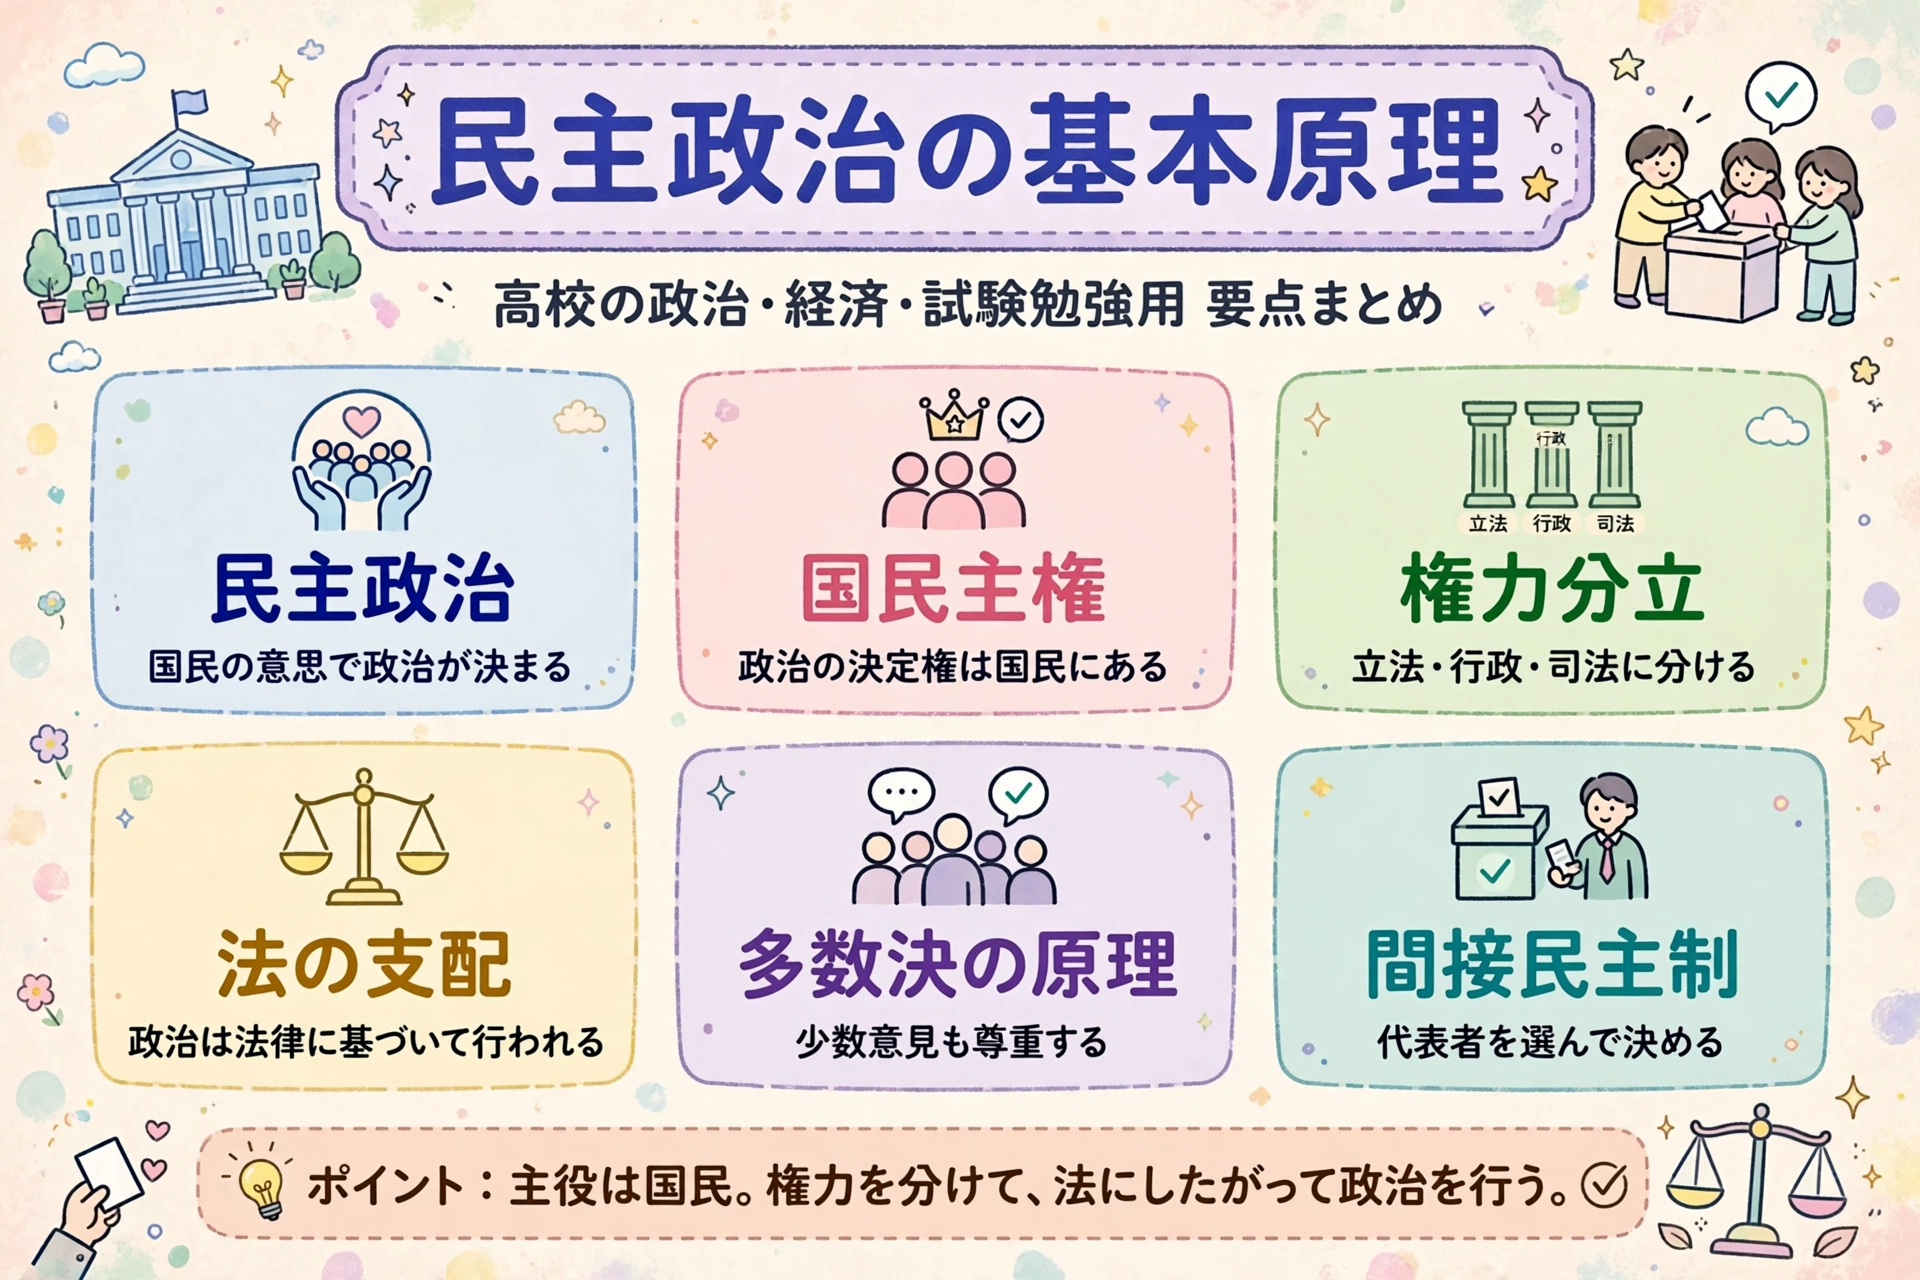 民主政治の基本原理
高校の政治・経済・試験勉強用 要点まとめ
民主政治
国民の意思で政治が決まる
国民主権
政治の決定権は国民にある
行政
立法 行政 司法
権力分立
立法・行政・司法に分ける
法の支配
政治は法律に基づいて行われる
多数決の原理
少数意見も尊重する
間接民主制
代表者を選んで決める
ポイント：主役は国民。権力を分けて、法にしたがって政治を行う。